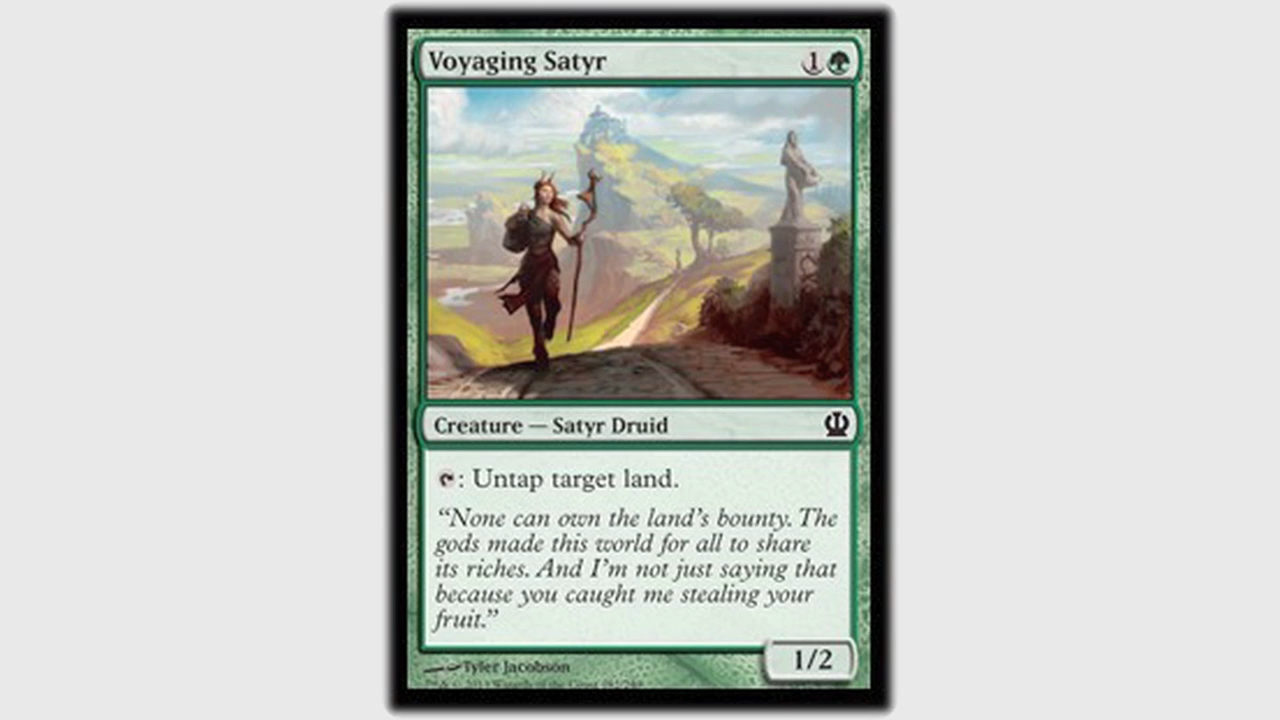 Voyaging Satyr 1
Creature — Satyr Druid
: Untap target land.
“None can own the land’s bounty. The
gods made this world for all to share
its riches. And I’m not just saying that
because you caught me stealing your
fruit.”
1/2
Tyler Jacobson